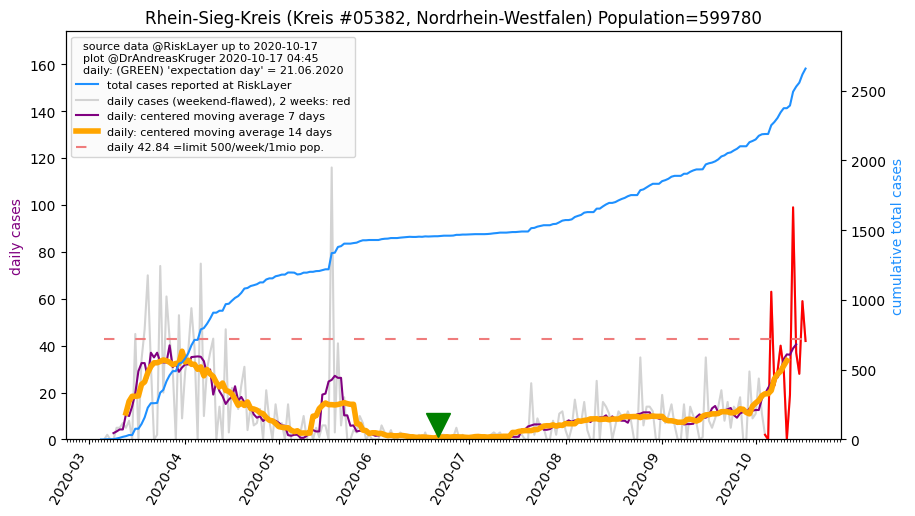 Rhein-Sieg-Kreis (Kreis #05382, Nordrhein-Westfalen) Population=599780
source data @RiskLayer up to 2020-10-17
plot @DrAndreasKruger 2020-10-17 04:45
daily: (GREEN) 'expectation day' = 21.06.2020
total cases reported at RiskLayer
daily cases (weekend-flawed), 2 weeks: red
daily: centered moving average 7 days
daily: centered moving average 14 days
daily 42.84 =limit 500/week/1mio pop.
daily cases
160
140
120
100
80
60
40
20
0
cumulative total cases
2500
2000
1500
1000
500
0
2020-03
2020-04
2020-05
2020-06
2020-07
2020-08
2020-09
2020-10